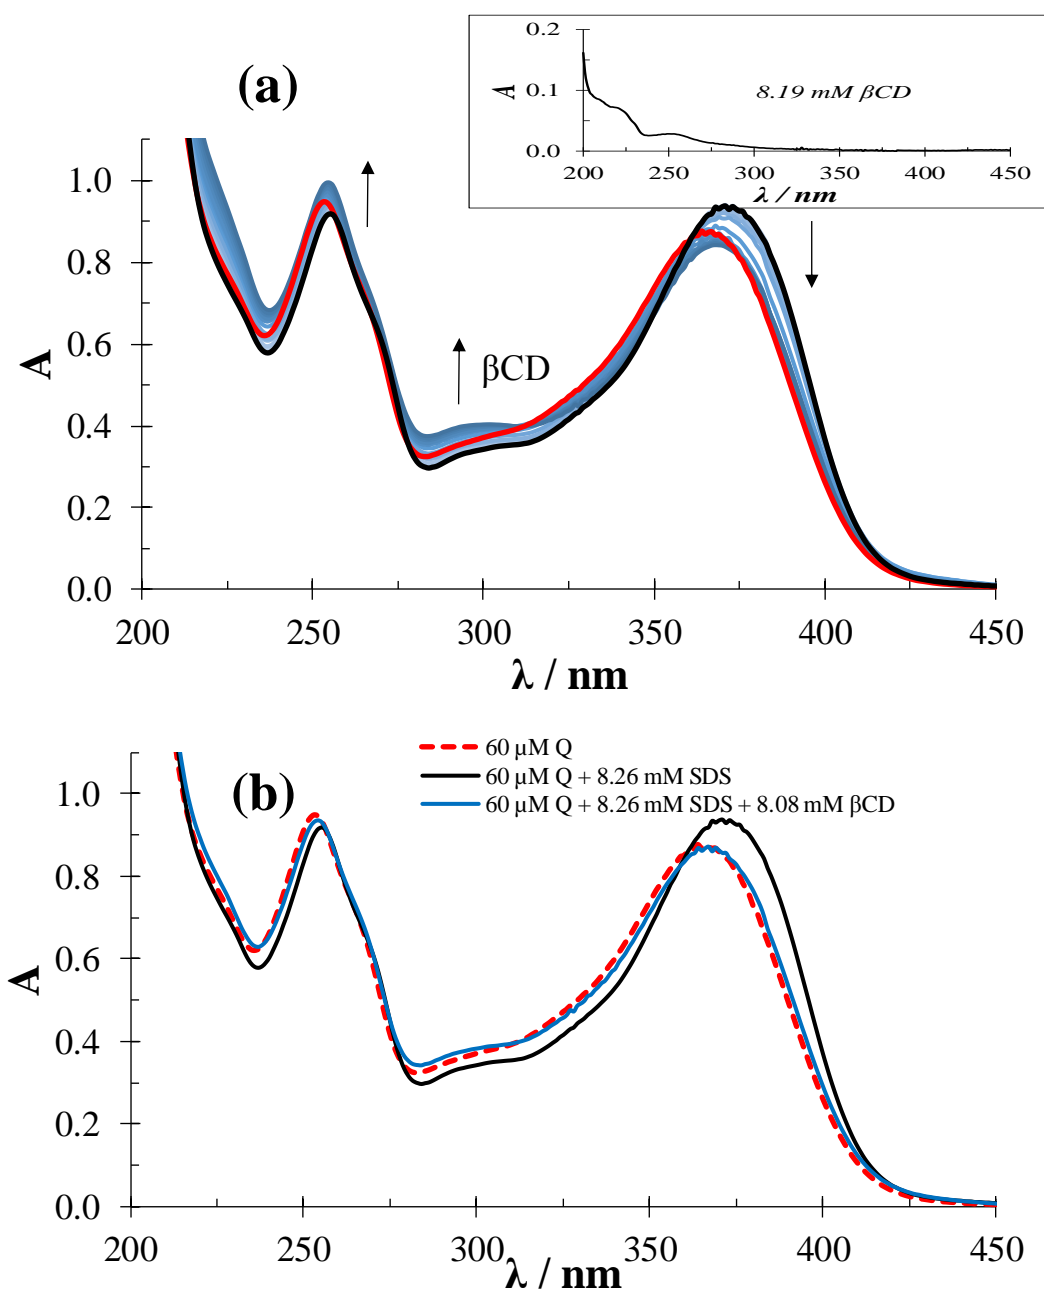 (a)
0.2
0.1
0.0
A
8.19 mM βCD
200 250 300 350 400 450
λ / nm
1.0
0.8
0.6
0.4
0.2
0.0
A
βCD
200 250 300 350 400 450
λ / nm
(b)
60 µM Q
60 µM Q + 8.26 mM SDS
60 µM Q + 8.26 mM SDS + 8.08 mM βCD
1.0
0.8
0.6
0.4
0.2
0.0
A
200 250 300 350 400 450
λ / nm